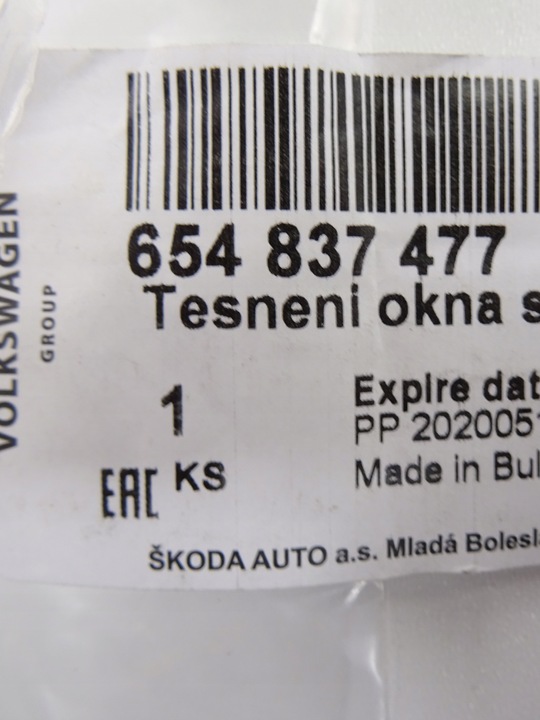 VOLKSWAGEN
GROUP
654 837 477
Tesneni okna s
1
Expire dat
PP 2020051
KS
Made in Bul
EAC
ŠKODA AUTO a.s. Mladá Bolesl